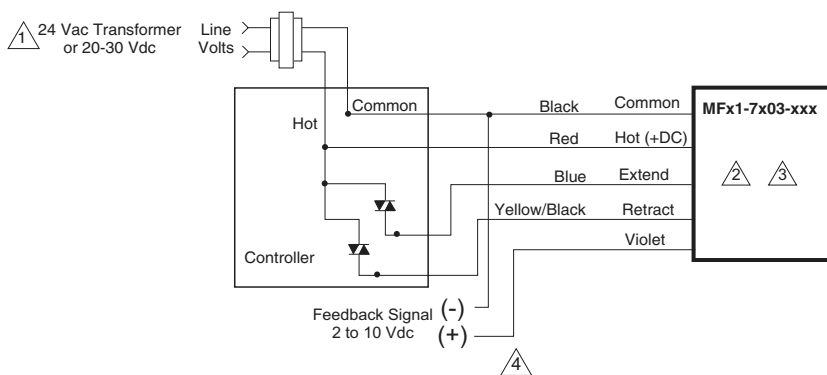 1 24 Vac Transformer
or 20-30 Vdc
Line
Volts
Common
Hot
Controller
Black Common
Red Hot (+DC)
Blue Extend
Yellow/Black Retract
Violet
MFx1-7x03-xxx
2 3
Feedback Signal (-)
2 to 10 Vdc (+)
4